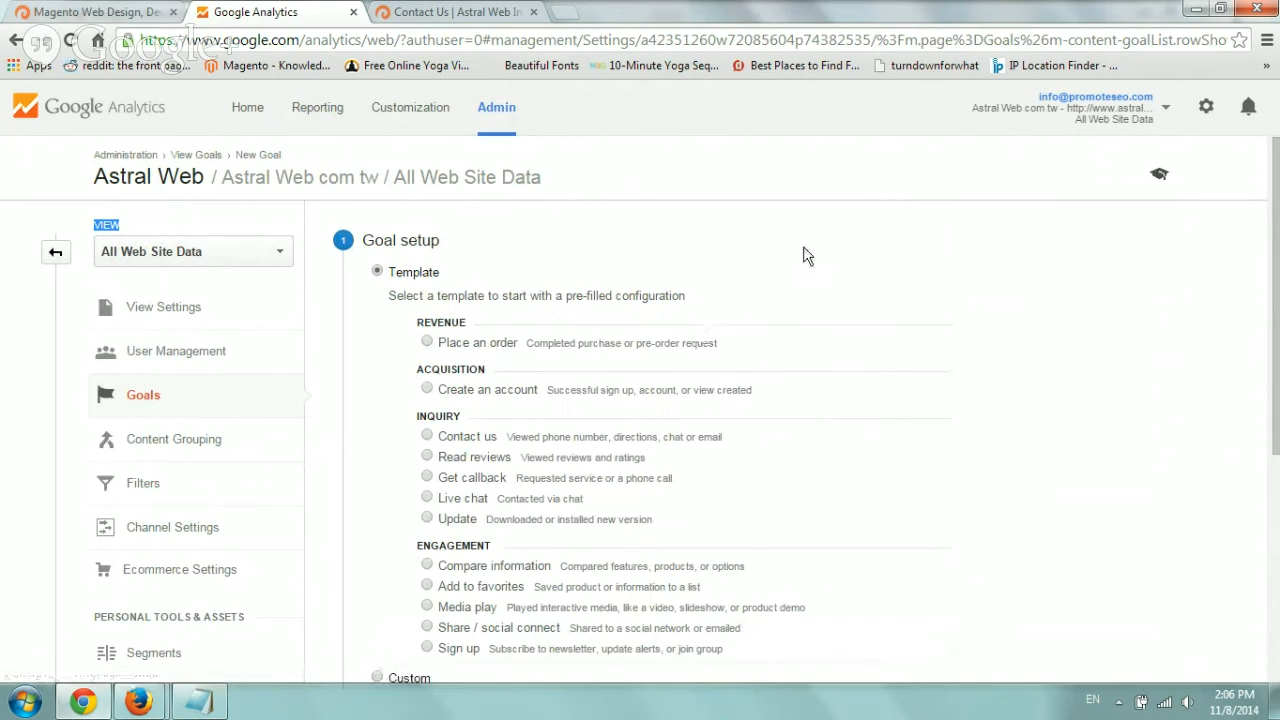 Magento Web Design, De
Google Analytics
Contact Us | Astral Web In
Google+
https://www.google.com/analytics/web/?authuser=0#management/Settings/a42351260w72085604p74382535/%3Fm.page%3DGoals%26m-content-goalList.rowSho
Apps
reddit: the front pag...
Magento - Knowled...
Free Online Yoga Vi...
Beautiful Fonts
10-Minute Yoga Seq...
Best Places to Find F...
turndownforwhat
IP Location Finder - ...
»
Google Analytics
Home
Reporting
Customization
Admin
info@promoteseo.com
Astral Web com tw - http://www.astral...
All Web Site Data
Administration › View Goals › New Goal
Astral Web / Astral Web com tw / All Web Site Data
VIEW
All Web Site Data
View Settings
User Management
Goals
Content Grouping
Filters
Channel Settings
Ecommerce Settings
PERSONAL TOOLS & ASSETS
Segments
1 Goal setup
Template
Select a template to start with a pre-filled configuration
REVENUE
Place an order Completed purchase or pre-order request
ACQUISITION
Create an account Successful sign up, account, or view created
INQUIRY
Contact us Viewed phone number, directions, chat or email
Read reviews Viewed reviews and ratings
Get callback Requested service or a phone call
Live chat Contacted via chat
Update Downloaded or installed new version
ENGAGEMENT
Compare information Compared features, products, or options
Add to favorites Saved product or information to a list
Media play Played interactive media, like a video, slideshow, or product demo
Share / social connect Shared to a social network or emailed
Sign up Subscribe to newsletter, update alerts, or join group
Custom
EN
2:06 PM
11/8/2014